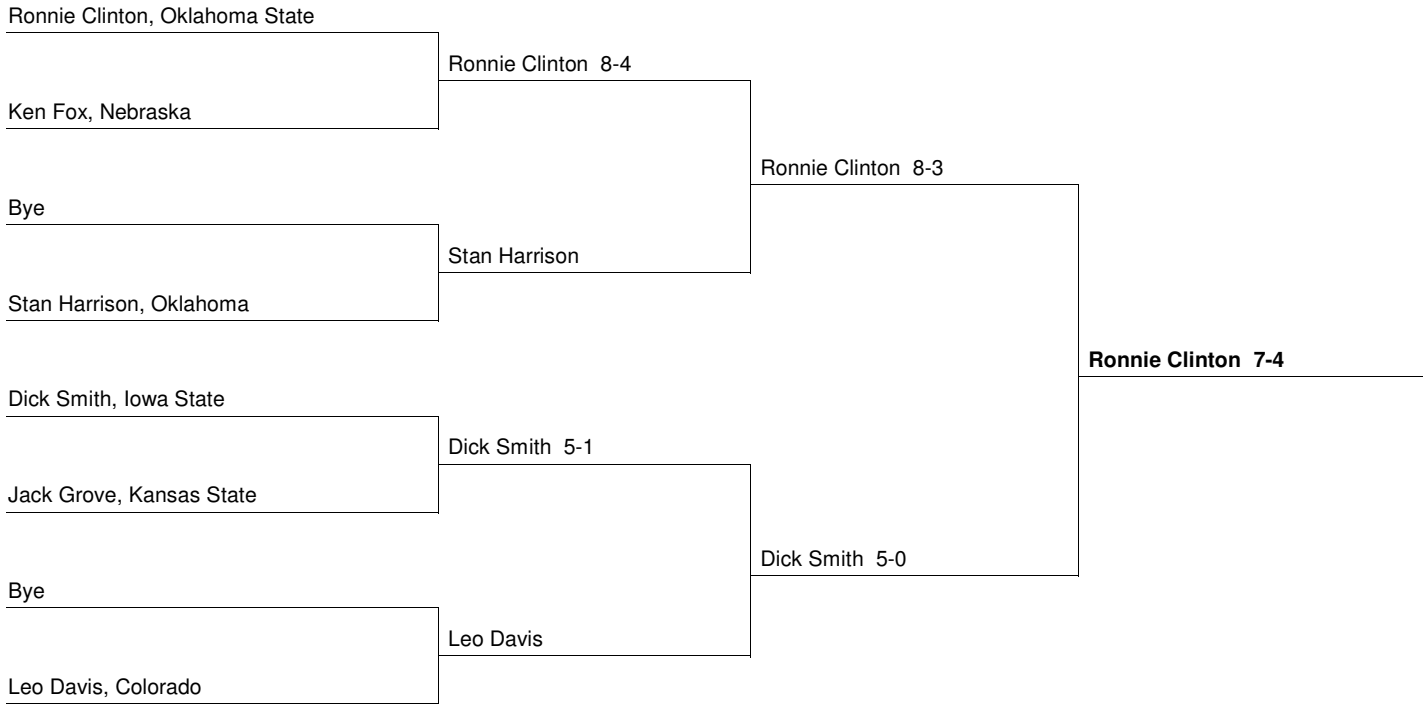 Ronnie Clinton, Oklahoma State
Ronnie Clinton 8-4
Ken Fox, Nebraska
Ronnie Clinton 8-3
Bye
Stan Harrison
Stan Harrison, Oklahoma
Ronnie Clinton 7-4
Dick Smith, Iowa State
Dick Smith 5-1
Jack Grove, Kansas State
Dick Smith 5-0
Bye
Leo Davis
Leo Davis, Colorado